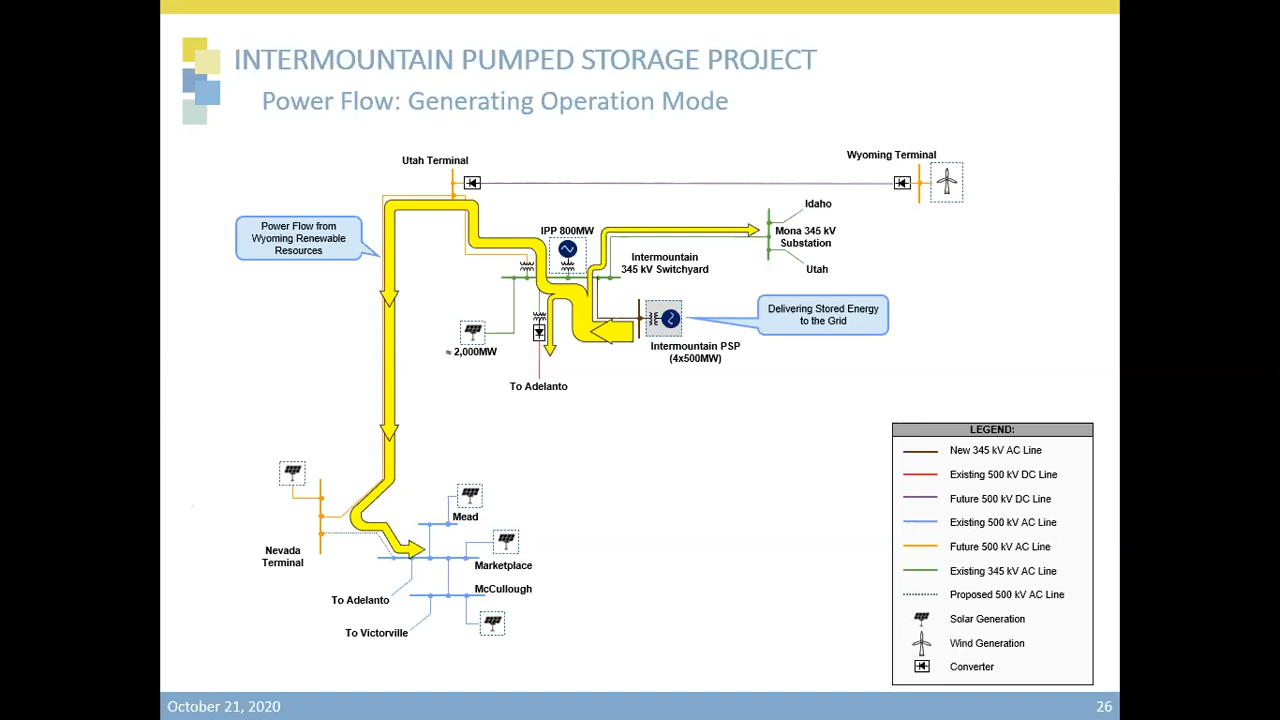 INTERMOUNTAIN PUMPED STORAGE PROJECT
Power Flow: Generating Operation Mode
Utah Terminal
Wyoming Terminal
Power Flow from
Wyoming Renewable
Resources
IPP 800MW
Idaho
Mona 345 kV
Substation
Utah
Intermountain
345 kV Switchyard
Delivering Stored Energy
to the Grid
≈ 2,000MW
Intermountain PSP
(4x500MW)
To Adelanto
Mead
Nevada
Terminal
Marketplace
McCullough
To Adelanto
To Victorville
LEGEND:
New 345 kV AC Line
Existing 500 kV DC Line
Future 500 kV DC Line
Existing 500 kV AC Line
Future 500 kV AC Line
Existing 345 kV AC Line
Proposed 500 kV AC Line
Solar Generation
Wind Generation
Converter
October 21, 2020
26